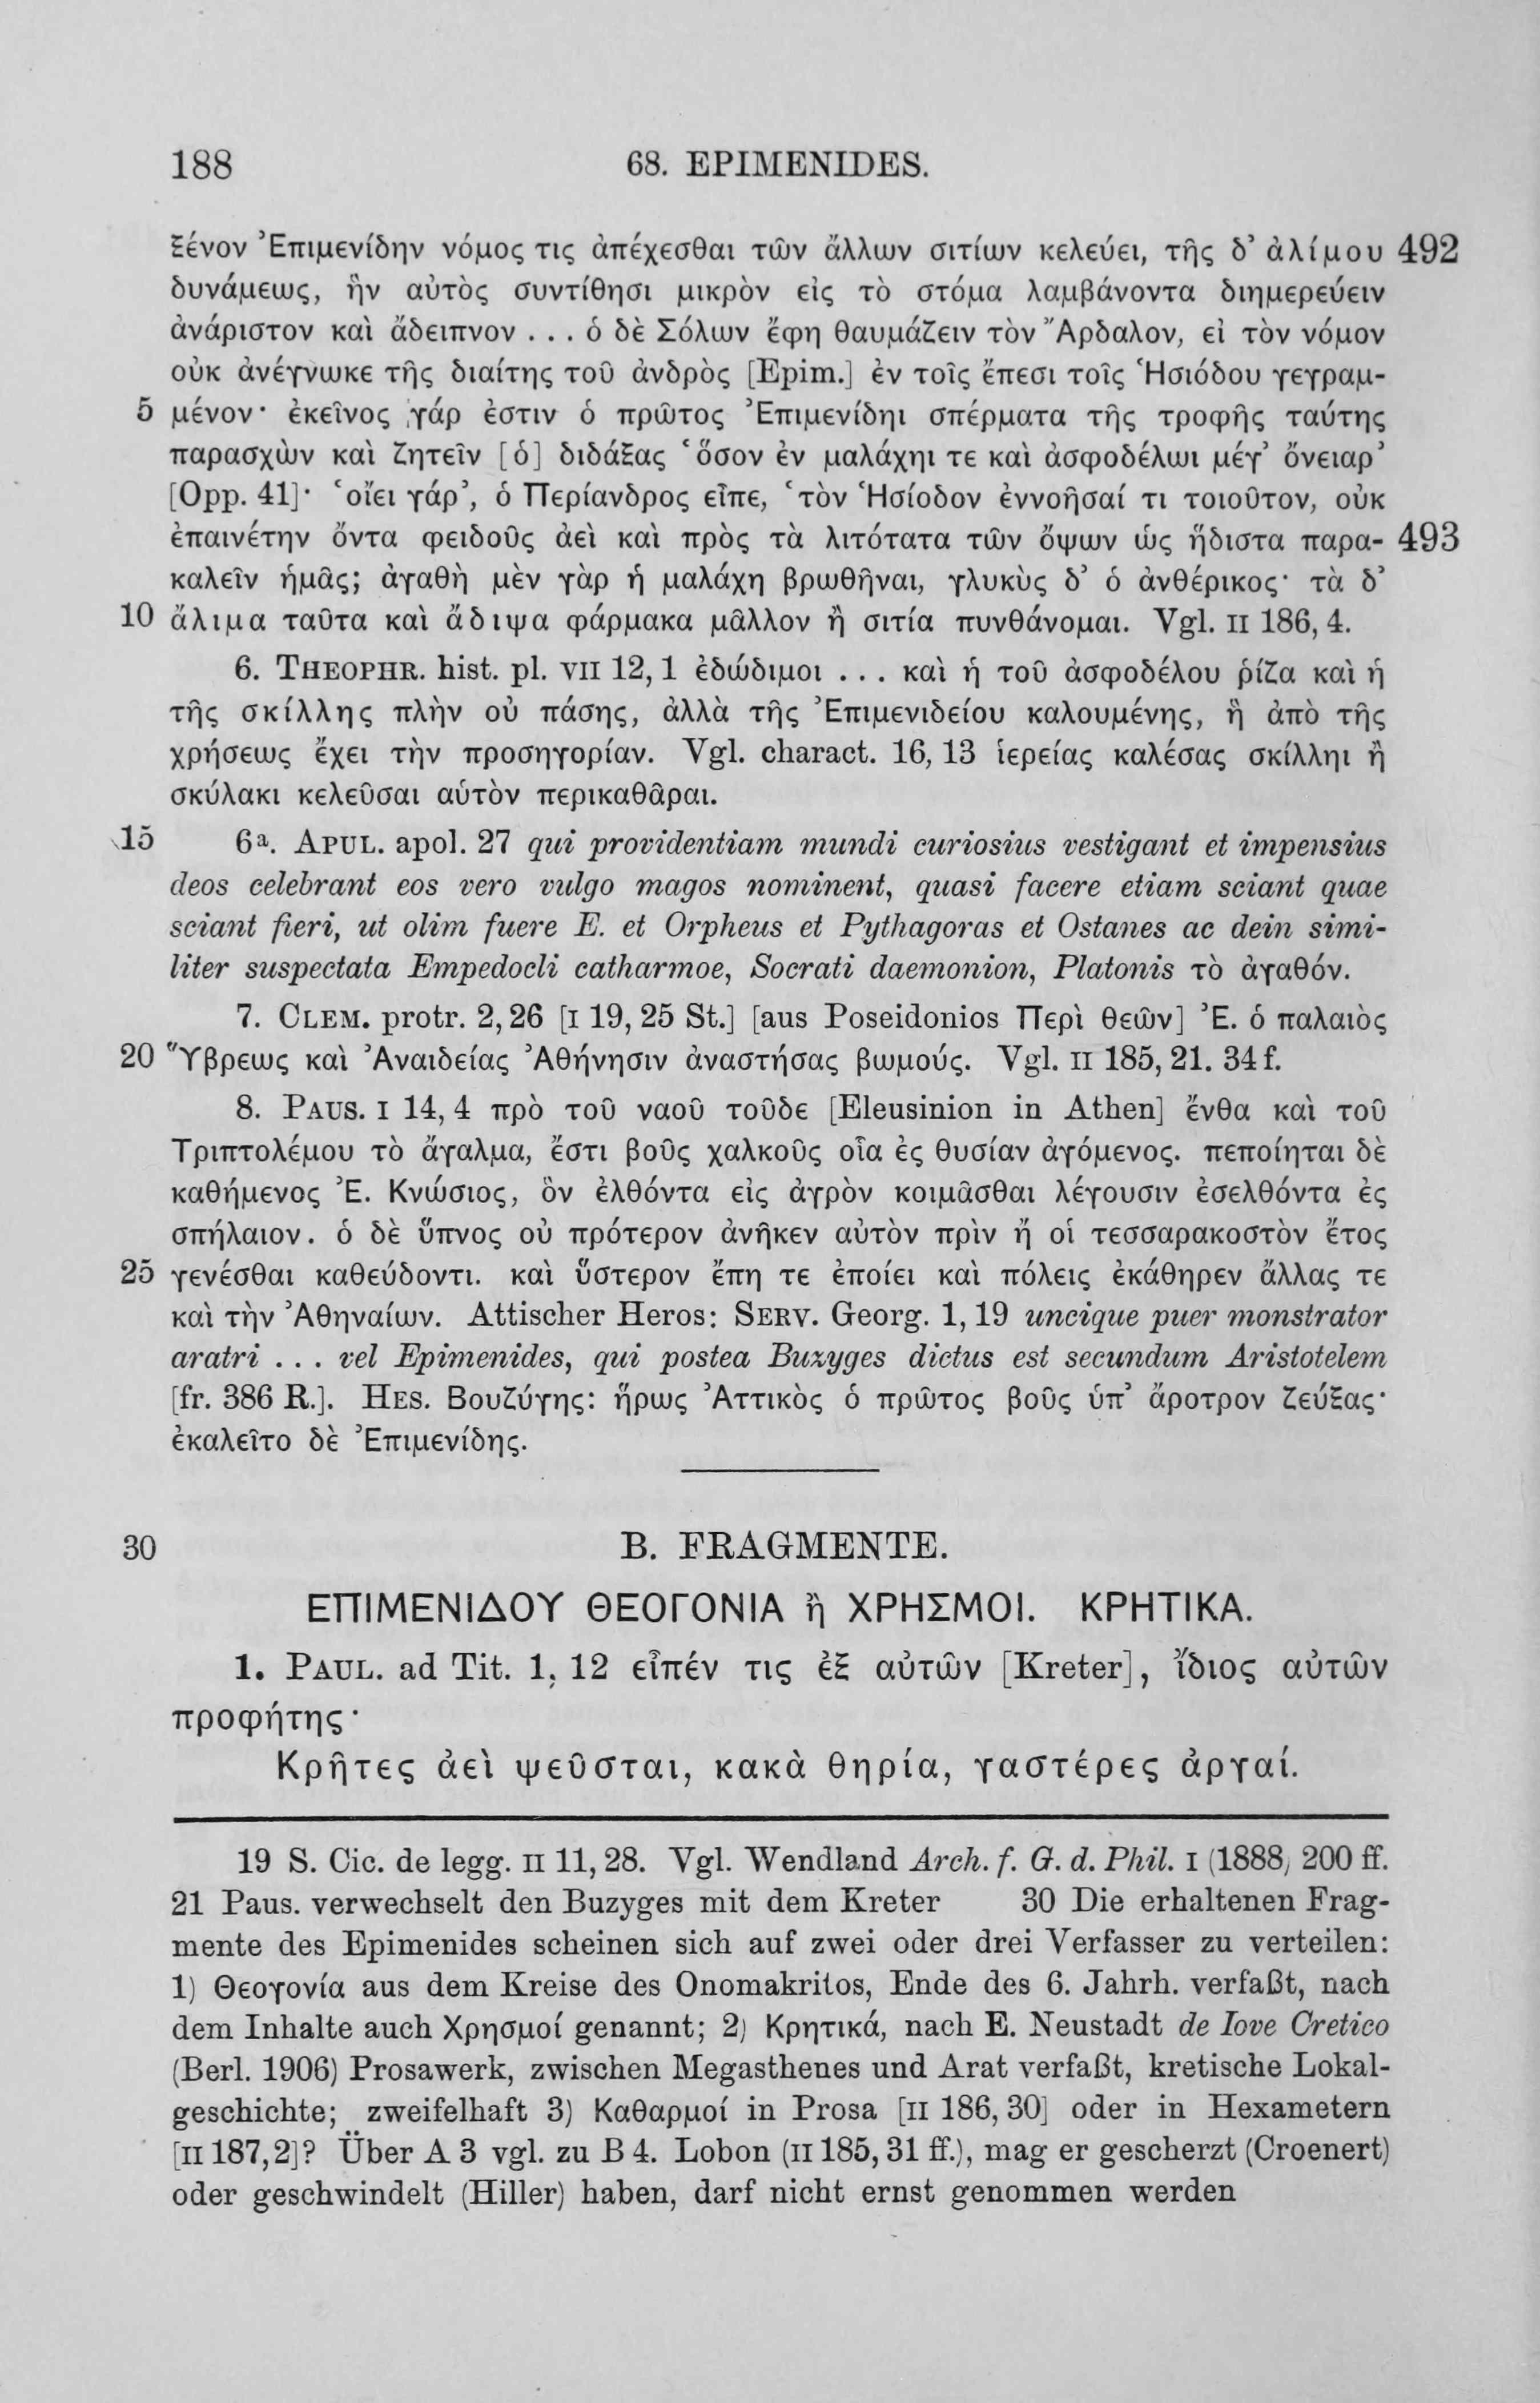 188 68. EPIMENIDES.
ξένον Ἐπιμενίδην νόμος τις ἀπέχεσθαι τῶν ἄλλων σιτίων κελεύει, τῆς δ’ ἀλίμου 492
δυνάμεως, ἣν αὐτὸς συντίθησι μικρὸν εἰς τὸ στόμα λαμβάνοντα διημερεύειν
ἀνάριστον καὶ ἄδειπνον . . . ὁ δὲ Σόλων ἔφη θαυμάζειν τὸν Ἄρδαλον, εἰ τὸν νόμον
οὐκ ἀνέγνωκε τῆς διαίτης τοῦ ἀνδρὸς [Epim.] ἐν τοῖς ἔπεσι τοῖς Ἡσιόδου γεγραμ-
5 μένον· ἐκεῖνος γάρ ἐστιν ὁ πρῶτος Ἐπιμενίδηι σπέρματα τῆς τροφῆς ταύτης
παρασχὼν καὶ ζητεῖν [ὁ] διδάξας ‘ὅσον ἐν μαλάχηι τε καὶ ἀσφοδέλωι μέγ’ ὄνειαρ’
[Opp. 41]· ‘οἴει γάρ’, ὁ Περίανδρος εἶπε, ‘τὸν Ἡσίοδον ἐννοῆσαί τι τοιοῦτον, οὐκ
ἐπαινέτην ὄντα φειδοῦς ἀεὶ καὶ πρὸς τὰ λιτότατα τῶν ὄψων ὡς ἥδιστα παρα- 493
καλεῖν ἡμᾶς; ἀγαθὴ μὲν γὰρ ἡ μαλάχη βρωθῆναι, γλυκὺς δ’ ὁ ἀνθέρικος· τὰ δ’
10 ἄλιμα ταῦτα καὶ ἄδιψα φάρμακα μᾶλλον ἢ σιτία πυνθάνομαι. Vgl. II 186, 4.
6. THEOPHR. hist. pl. VII 12, 1 ἐδώδιμοι . . . καὶ ἡ τοῦ ἀσφοδέλου ῥίζα καὶ ἡ
τῆς σκίλλης πλὴν οὐ πάσης, ἀλλὰ τῆς Ἐπιμενιδείου καλουμένης, ἣ ἀπὸ τῆς
χρήσεως ἔχει τὴν προσηγορίαν. Vgl. charact. 16, 13 ἱερείας καλέσας σκίλληι ἢ
σκύλακι κελεῦσαι αὑτὸν περικαθᾶραι.
15 6ª. APUL. apol. 27 qui providentiam mundi curiosius vestigant et impensius
deos celebrant eos vero vulgo magos nominent, quasi facere etiam sciant quae
sciant fieri, ut olim fuere E. et Orpheus et Pythagoras et Ostanes ac dein simi-
liter suspectata Empedocli catharmoe, Socrati daemonion, Platonis τὸ ἀγαθόν.
7. CLEM. protr. 2, 26 [I 19, 25 St.] [aus Poseidonios Περὶ θεῶν] Ἐ. ὁ παλαιὸς
20 Ὕβρεως καὶ Ἀναιδείας Ἀθήνησιν ἀναστήσας βωμούς. Vgl. II 185, 21. 34 f.
8. PAUS. I 14, 4 πρὸ τοῦ ναοῦ τοῦδε [Eleusinion in Athen] ἔνθα καὶ τοῦ
Τριπτολέμου τὸ ἄγαλμα, ἔστι βοῦς χαλκοῦς οἷα ἐς θυσίαν ἀγόμενος. πεποίηται δὲ
καθήμενος Ἐ. Κνώσιος, ὃν ἐλθόντα εἰς ἀγρὸν κοιμᾶσθαι λέγουσιν ἐσελθόντα ἐς
σπήλαιον. ὁ δὲ ὕπνος οὐ πρότερον ἀνῆκεν αὐτὸν πρὶν ἤ οἱ τεσσαρακοστὸν ἔτος
25 γενέσθαι καθεύδοντι. καὶ ὕστερον ἔπη τε ἐποίει καὶ πόλεις ἐκάθηρεν ἄλλας τε
καὶ τὴν Ἀθηναίων. Attischer Heros: SERV. Georg. 1, 19 uncique puer monstrator
aratri . . . vel Epimenides, qui postea Buzyges dictus est secundum Aristotelem
[fr. 386 R.]. HES. Βουζύγης: ἥρως Ἀττικὸς ὁ πρῶτος βοῦς ὑπ’ ἄροτρον ζεύξας·
ἐκαλεῖτο δὲ Ἐπιμενίδης.
30 B. FRAGMENTE.
ΕΠΙΜΕΝΙΔΟΥ ΘΕΟΓΟΝΙΑ ἢ ΧΡΗΣΜΟΙ. ΚΡΗΤΙΚΑ.
1. PAUL. ad Tit. 1, 12 εἶπέν τις ἐξ αὐτῶν [Kreter], ἴδιος αὐτῶν
προφήτης·
Κρῆτες ἀεὶ ψεῦσται, κακὰ θηρία, γαστέρες ἀργαί.
19 S. Cic. de legg. II 11, 28. Vgl. Wendland Arch. f. G. d. Phil. I (1888) 200 ff.
21 Paus. verwechselt den Buzyges mit dem Kreter 30 Die erhaltenen Frag-
mente des Epimenides scheinen sich auf zwei oder drei Verfasser zu verteilen:
1) Θεογονία aus dem Kreise des Onomakritos, Ende des 6. Jahrh. verfaßt, nach
dem Inhalte auch Χρησμοί genannt; 2) Κρητικά, nach E. Neustadt de Iove Cretico
(Berl. 1906) Prosawerk, zwischen Megasthenes und Arat verfaßt, kretische Lokal-
geschichte; zweifelhaft 3) Καθαρμοί in Prosa [II 186, 30] oder in Hexametern
[II 187, 2]? Über A 3 vgl. zu B 4. Lobon (II 185, 31 ff.), mag er gescherzt (Croenert)
oder geschwindelt (Hiller) haben, darf nicht ernst genommen werden